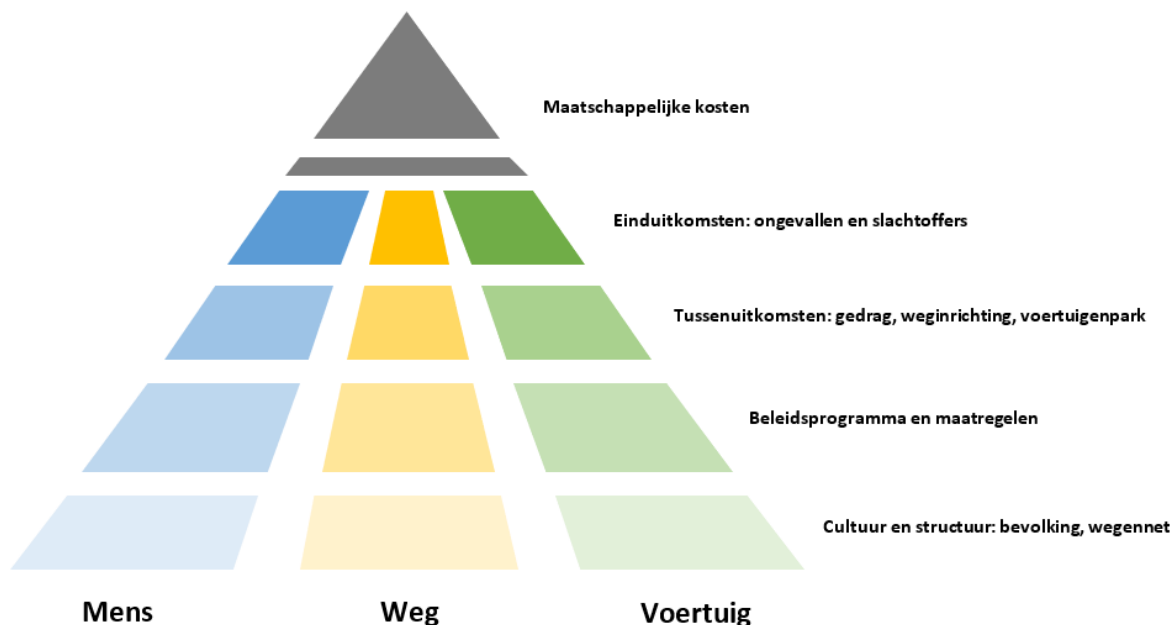 Maatschappelijke kosten
Einduitkomsten: ongevallen en slachtoffers
Tussenuitkomsten: gedrag, weginrichting, voertuigenpark
Beleidsprogramma en maatregelen
Cultuur en structuur: bevolking, wegennet
Mens Weg Voertuig